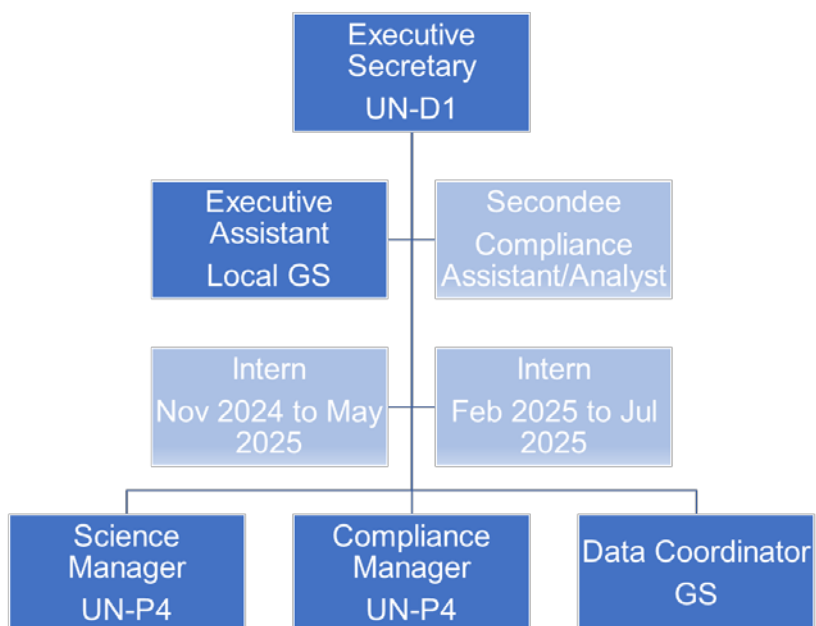 Executive
Secretary
UN-D1
Executive
Assistant
Local GS
Secondee
Compliance
Assistant/Analyst
Intern
Nov 2024 to May
2025
Intern
Feb 2025 to Jul
2025
Science
Manager
UN-P4
Compliance
Manager
UN-P4
Data Coordinator
GS